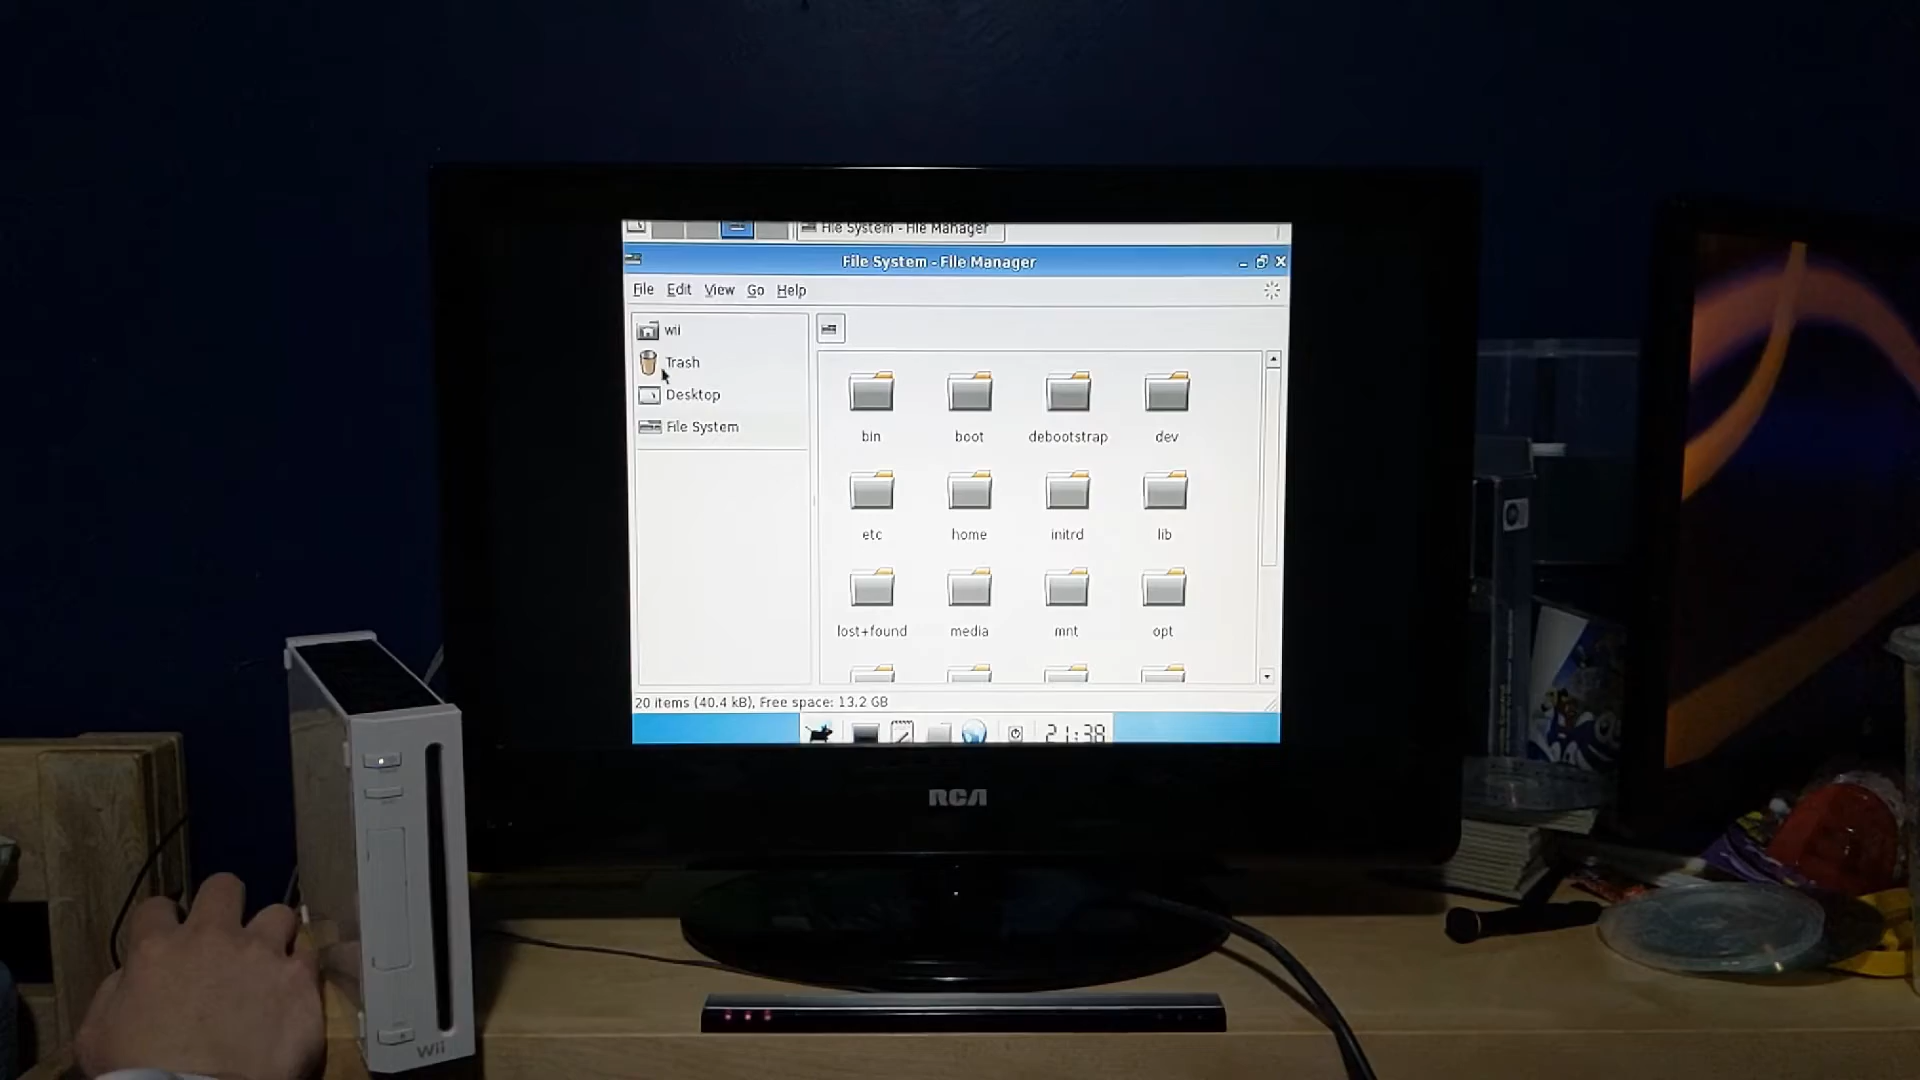 File System - File Manager
File System - File Manager
File Edit View Go Help
wii
Trash
Desktop
File System
bin boot debootstrap dev
etc home initrd lib
lost+found media mnt opt
20 items (40.4 kB), Free space: 13.2 GB
21:38
RCA
Wii